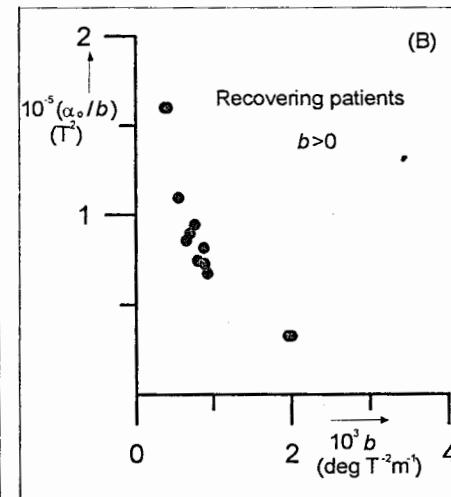 (B)
2
10⁻⁵(α₀/b)
(T²)
Recovering patients
b>0
1
0 2 4
10³ b
(deg T⁻²m⁻¹)